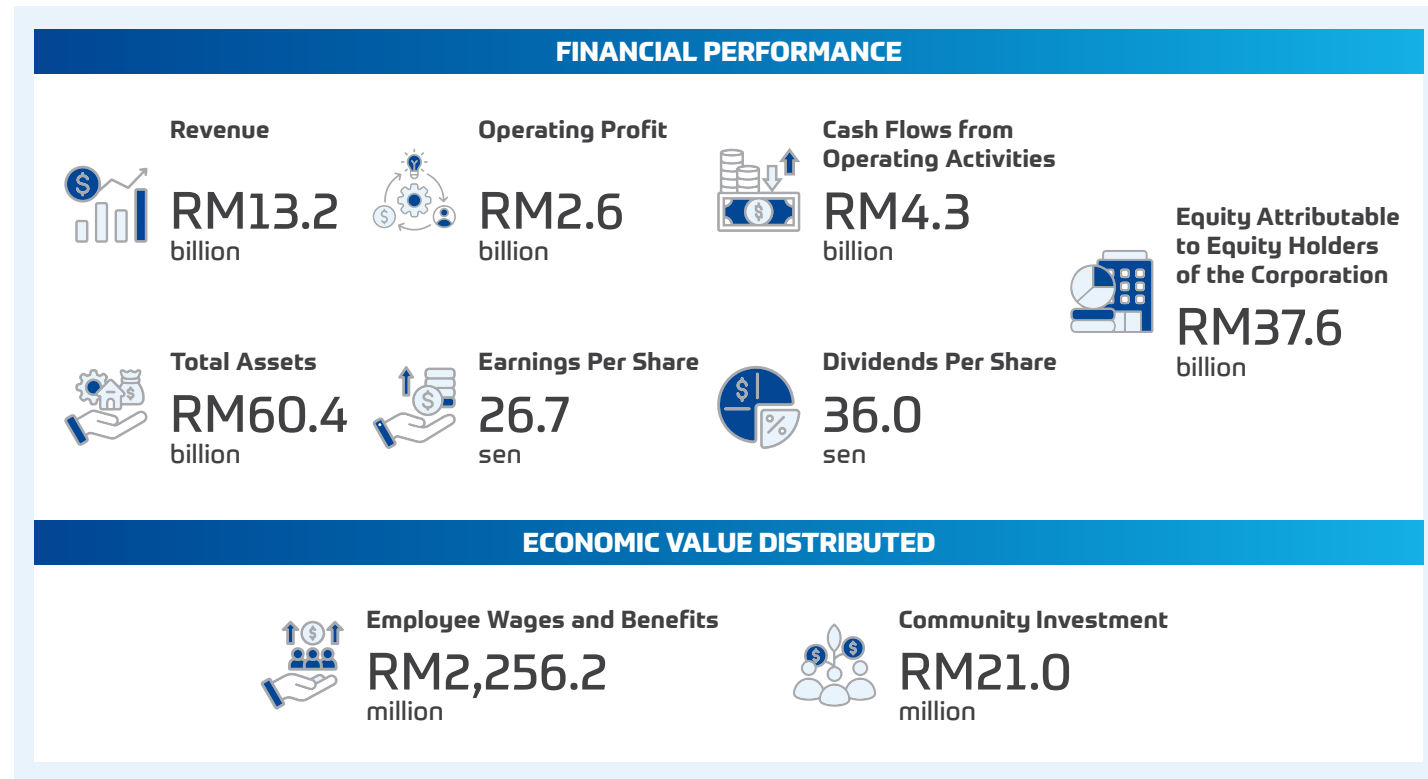 FINANCIAL PERFORMANCE
Revenue
RM13.2
billion
Operating Profit
RM2.6
billion
Cash Flows from
Operating Activities
RM4.3
billion
Equity Attributable
to Equity Holders
of the Corporation
RM37.6
billion
Total Assets
RM60.4
billion
Earnings Per Share
26.7
sen
Dividends Per Share
36.0
sen
ECONOMIC VALUE DISTRIBUTED
Employee Wages and Benefits
RM2,256.2
million
Community Investment
RM21.0
million